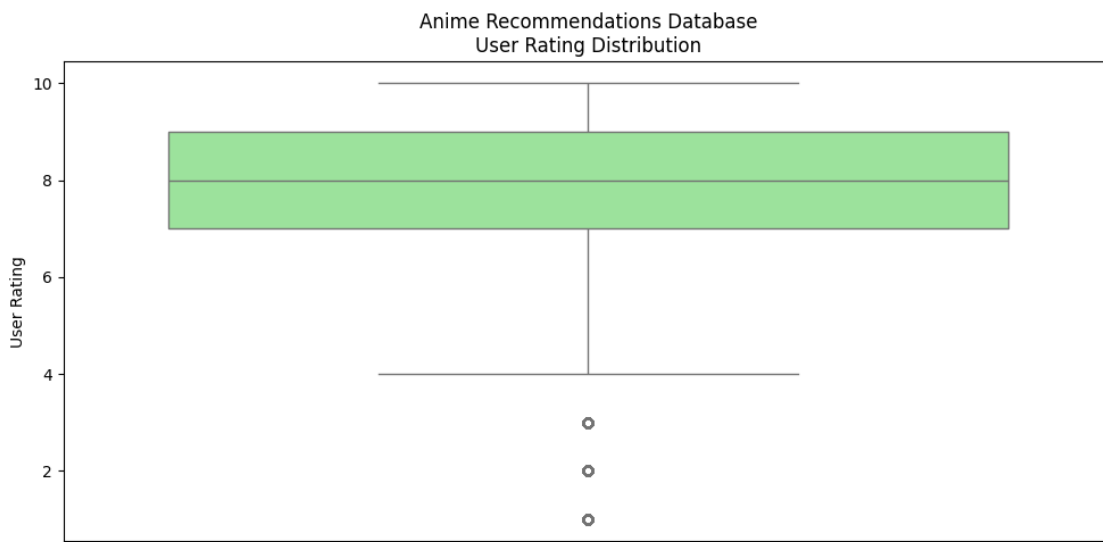 Anime Recommendations Database
User Rating Distribution
10
8
6
4
2
User Rating